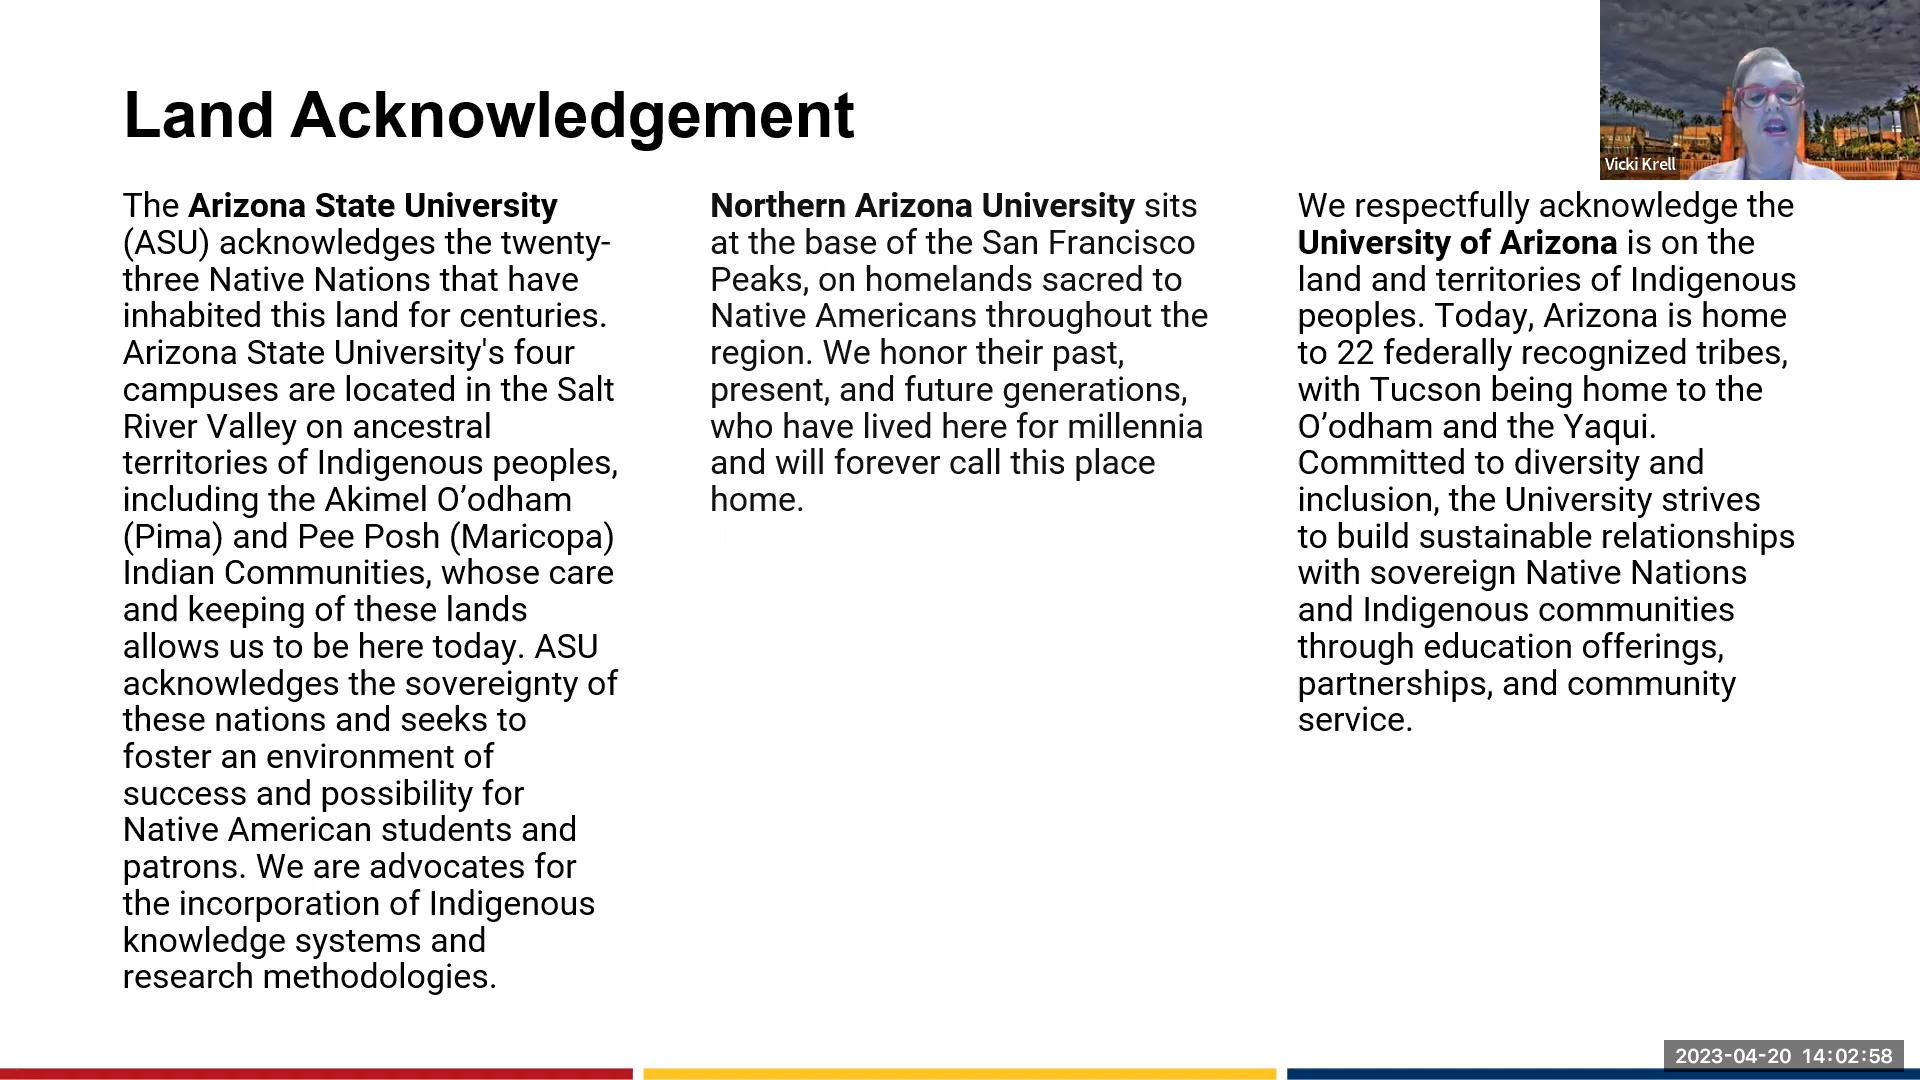 Land Acknowledgement
Vicki Krell
The Arizona State University
(ASU) acknowledges the twenty-
three Native Nations that have
inhabited this land for centuries.
Arizona State University's four
campuses are located in the Salt
River Valley on ancestral
territories of Indigenous peoples,
including the Akimel O’odham
(Pima) and Pee Posh (Maricopa)
Indian Communities, whose care
and keeping of these lands
allows us to be here today. ASU
acknowledges the sovereignty of
these nations and seeks to
foster an environment of
success and possibility for
Native American students and
patrons. We are advocates for
the incorporation of Indigenous
knowledge systems and
research methodologies.
Northern Arizona University sits
at the base of the San Francisco
Peaks, on homelands sacred to
Native Americans throughout the
region. We honor their past,
present, and future generations,
who have lived here for millennia
and will forever call this place
home.
We respectfully acknowledge the
University of Arizona is on the
land and territories of Indigenous
peoples. Today, Arizona is home
to 22 federally recognized tribes,
with Tucson being home to the
O’odham and the Yaqui.
Committed to diversity and
inclusion, the University strives
to build sustainable relationships
with sovereign Native Nations
and Indigenous communities
through education offerings,
partnerships, and community
service.
2023-04-20 14:02:58